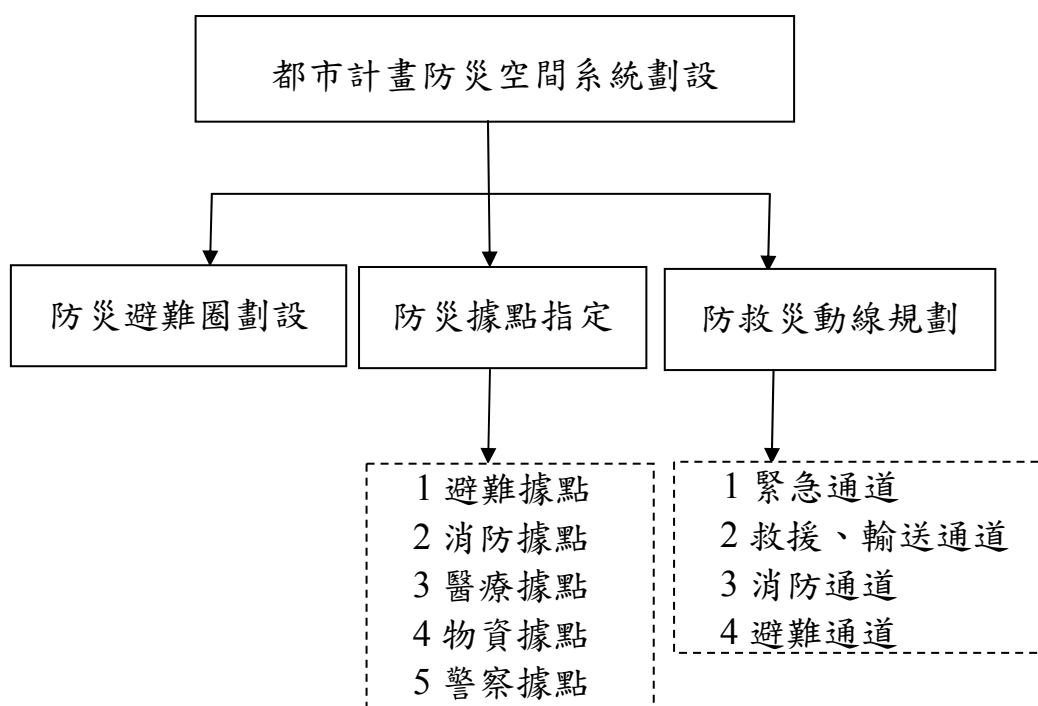 都市計畫防災空間系統劃設
防災避難圈劃設
防災據點指定
防救災動線規劃
1 避難據點
2 消防據點
3 醫療據點
4 物資據點
5 警察據點
1 緊急通道
2 救援、輸送通道
3 消防通道
4 避難通道